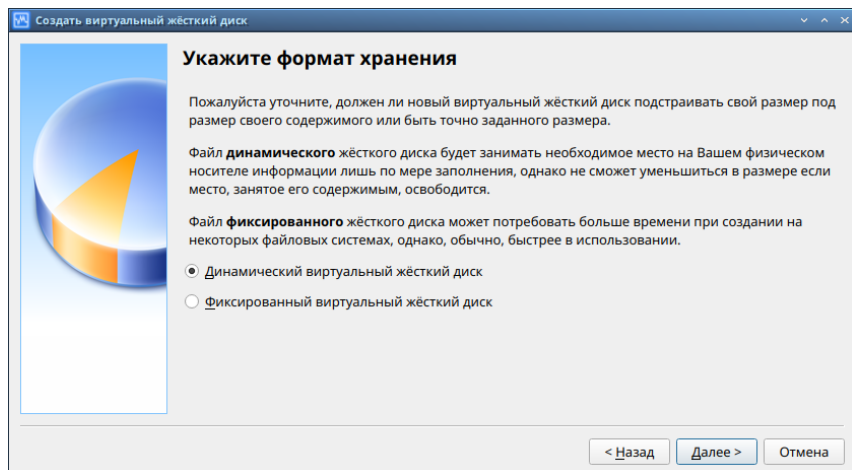 Создать виртуальный жёсткий диск
Укажите формат хранения
Пожалуйста уточните, должен ли новый виртуальный жёсткий диск подстраивать свой размер под
размер своего содержимого или быть точно заданного размера.
Файл динамического жёсткого диска будет занимать необходимое место на Вашем физическом
носителе информации лишь по мере заполнения, однако не сможет уменьшиться в размере если
место, занятое его содержимым, освободится.
Файл фиксированного жёсткого диска может потребовать больше времени при создании на
некоторых файловых системах, однако, обычно, быстрее в использовании.
Динамический виртуальный жёсткий диск
Фиксированный виртуальный жёсткий диск
< Назад Далее > Отмена